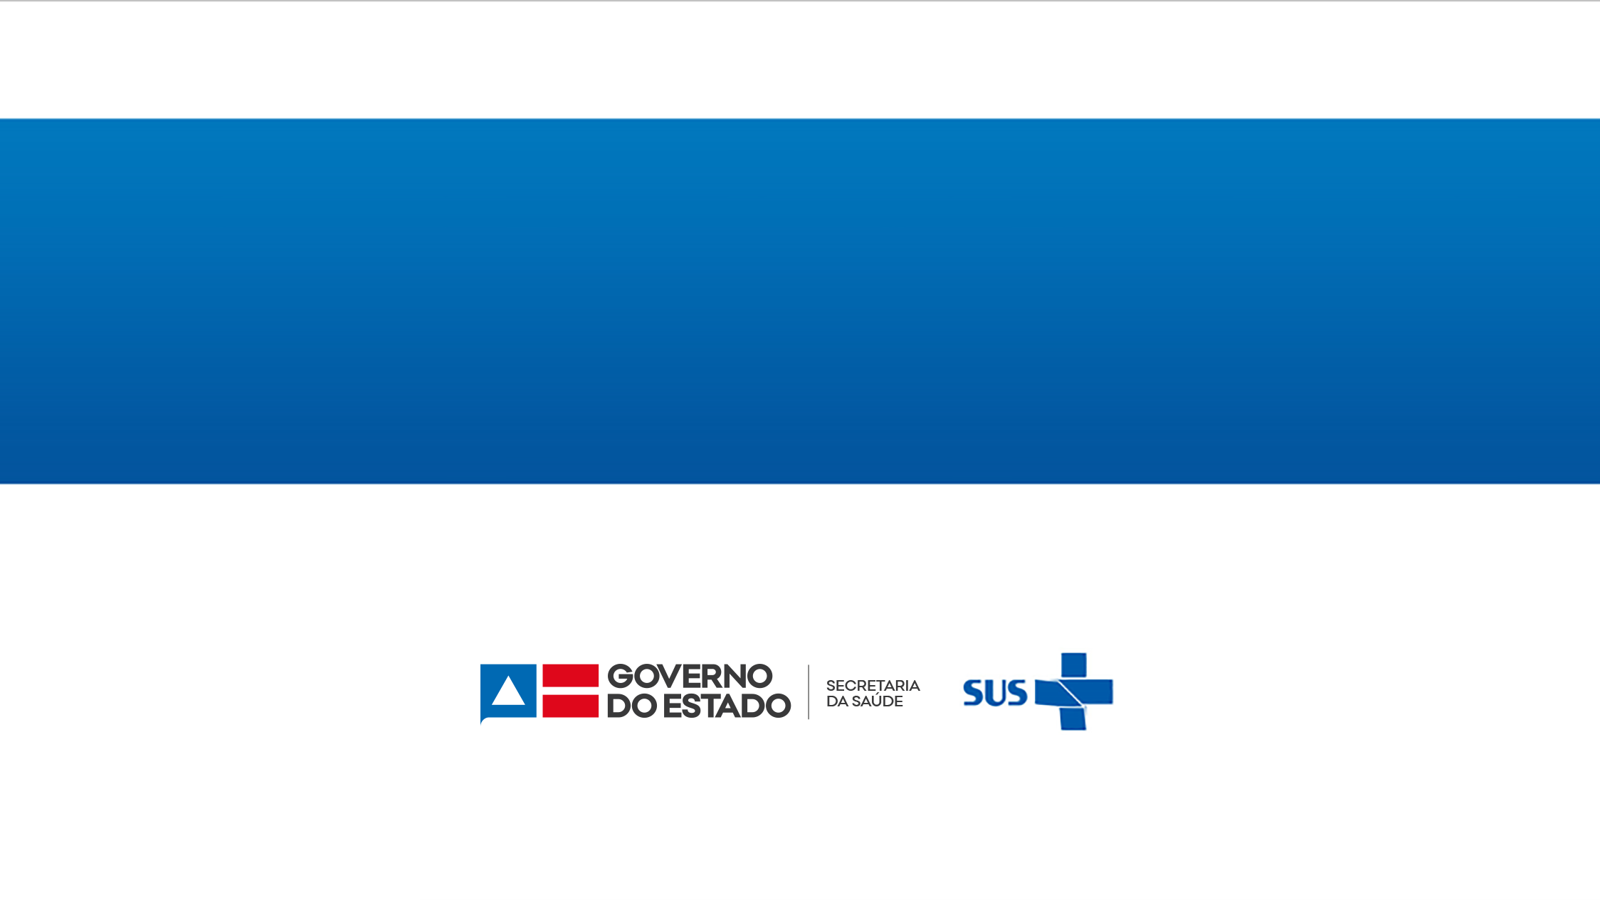 GOVERNO
DO ESTADO
SECRETARIA
DA SAÚDE
SUS